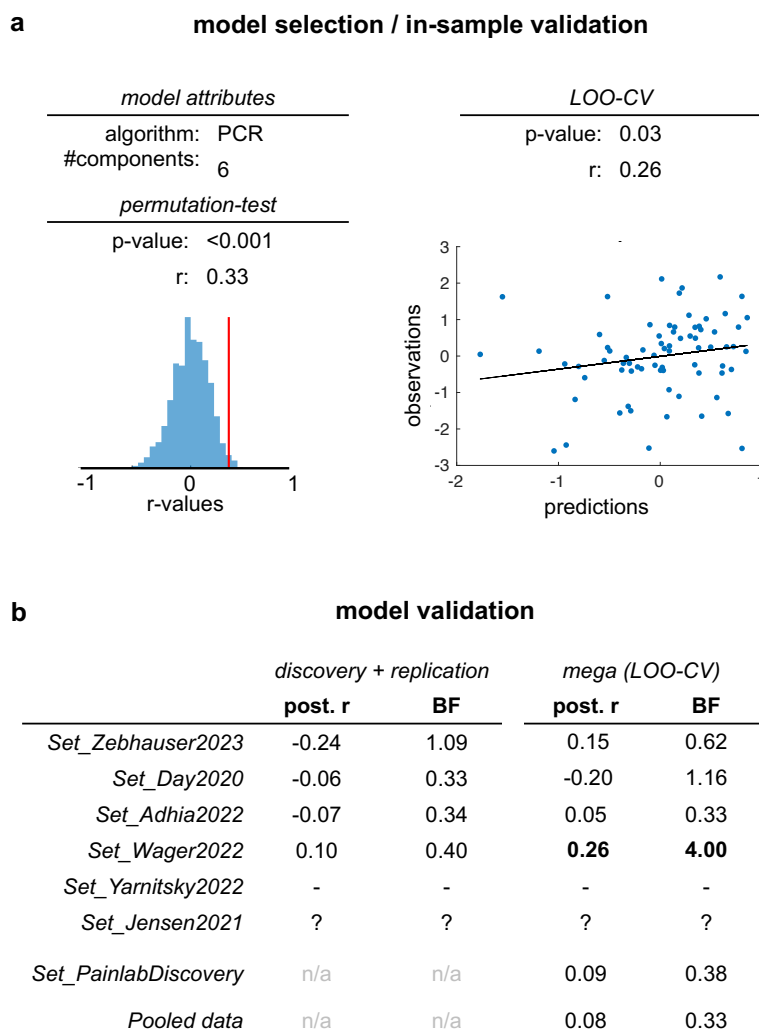 a
model selection / in-sample validation
model attributes
algorithm: PCR
#components: 6
permutation-test
p-value: <0.001
r: 0.33
-1 0 1
r-values
LOO-CV
p-value: 0.03
r: 0.26
3
2
1
0
-1
-2
-3
observations
-2 -1 0 1
predictions
b
model validation
discovery + replication mega (LOO-CV)
post. r BF post. r BF
Set_Zebhauser2023 -0.24 1.09 0.15 0.62
Set_Day2020 -0.06 0.33 -0.20 1.16
Set_Adhia2022 -0.07 0.34 0.05 0.33
Set_Wager2022 0.10 0.40 0.26 4.00
Set_Yarnitsky2022 - - - -
Set_Jensen2021 ? ? ? ?
Set_PainlabDiscovery n/a n/a 0.09 0.38
Pooled data n/a n/a 0.08 0.33